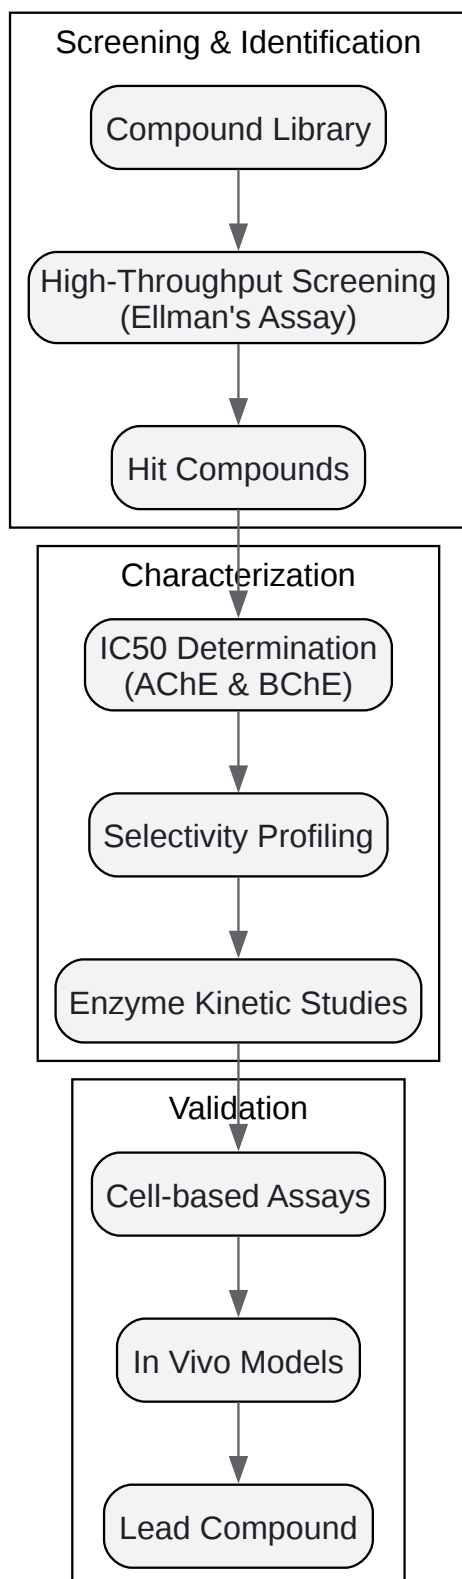 Screening & Identification
Compound Library
High-Throughput Screening
(Ellman's Assay)
Hit Compounds
Characterization
IC50 Determination
(AChE & BChE)
Selectivity Profiling
Enzyme Kinetic Studies
Validation
Cell-based Assays
In Vivo Models
Lead Compound